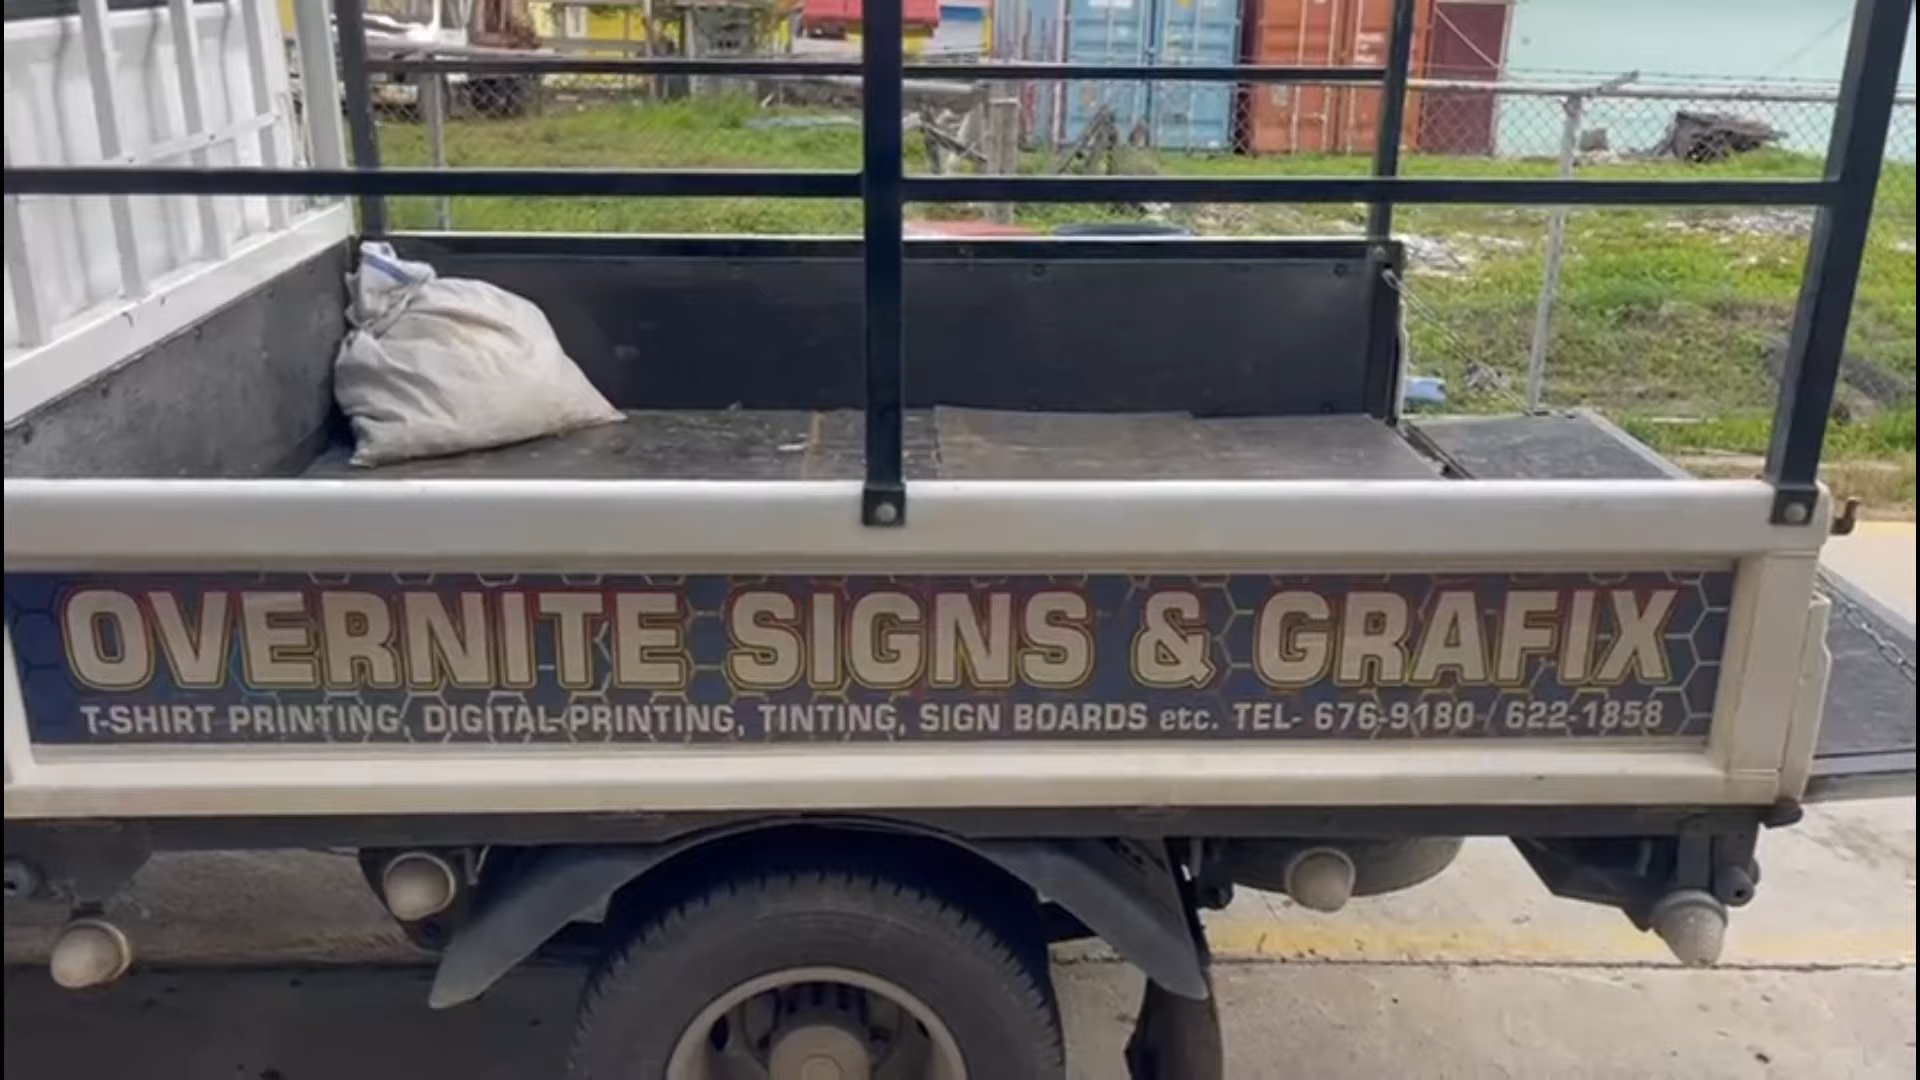 OVERNITE SIGNS & GRAFIX
T-SHIRT PRINTING, DIGITAL PRINTING, TINTING, SIGN BOARDS etc. TEL- 676-9180 / 622-1858